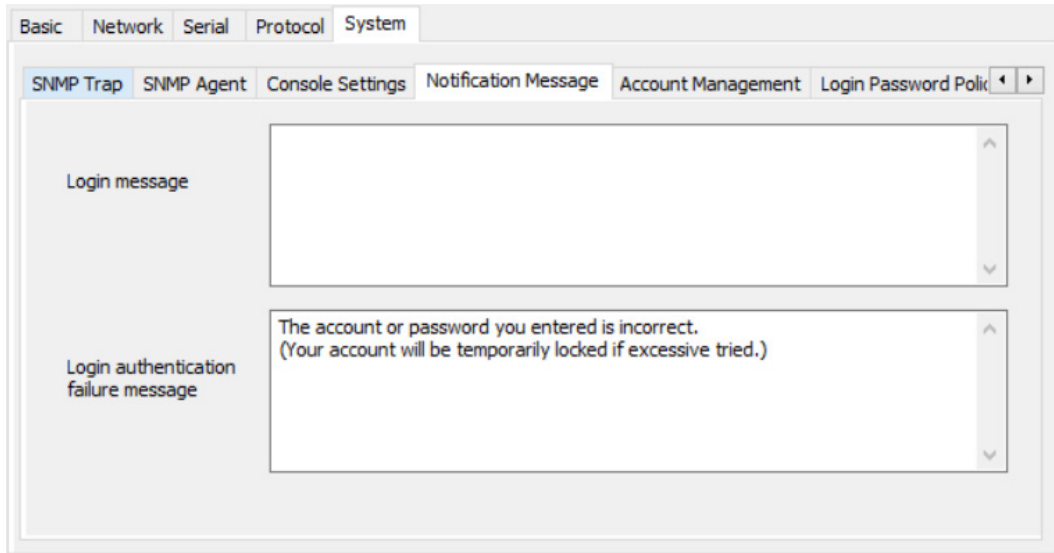 Basic Network Serial Protocol System
SNMP Trap SNMP Agent Console Settings Notification Message Account Management Login Password Polic
Login message
The account or password you entered is incorrect.
(Your account will be temporarily locked if excessive tried.)
Login authentication
failure message